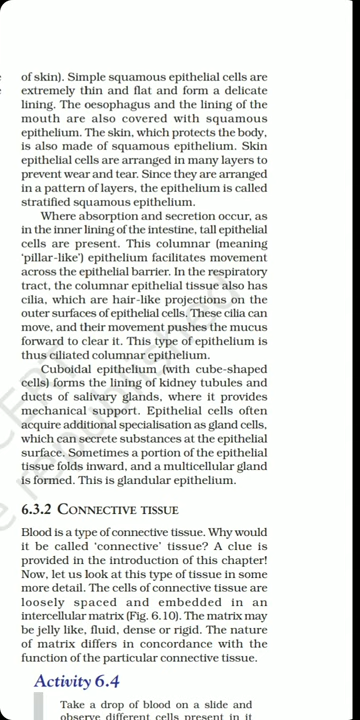 of skin). Simple squamous epithelial cells are
extremely thin and flat and form a delicate
lining. The oesophagus and the lining of the
mouth are also covered with squamous
epithelium. The skin, which protects the body,
is also made of squamous epithelium. Skin
epithelial cells are arranged in many layers to
prevent wear and tear. Since they are arranged
in a pattern of layers, the epithelium is called
stratified squamous epithelium.
Where absorption and secretion occur, as
in the inner lining of the intestine, tall epithelial
cells are present. This columnar (meaning
‘pillar-like’) epithelium facilitates movement
across the epithelial barrier. In the respiratory
tract, the columnar epithelial tissue also has
cilia, which are hair-like projections on the
outer surfaces of epithelial cells. These cilia can
move, and their movement pushes the mucus
forward to clear it. This type of epithelium is
thus ciliated columnar epithelium.
Cuboidal epithelium (with cube-shaped
cells) forms the lining of kidney tubules and
ducts of salivary glands, where it provides
mechanical support. Epithelial cells often
acquire additional specialisation as gland cells,
which can secrete substances at the epithelial
surface. Sometimes a portion of the epithelial
tissue folds inward, and a multicellular gland
is formed. This is glandular epithelium.
6.3.2 CONNECTIVE TISSUE
Blood is a type of connective tissue. Why would
it be called ‘connective’ tissue? A clue is
provided in the introduction of this chapter!
Now, let us look at this type of tissue in some
more detail. The cells of connective tissue are
loosely spaced and embedded in an
intercellular matrix (Fig. 6.10). The matrix may
be jelly like, fluid, dense or rigid. The nature
of matrix differs in concordance with the
function of the particular connective tissue.
Activity 6.4
Take a drop of blood on a slide and
observe different cells present in it